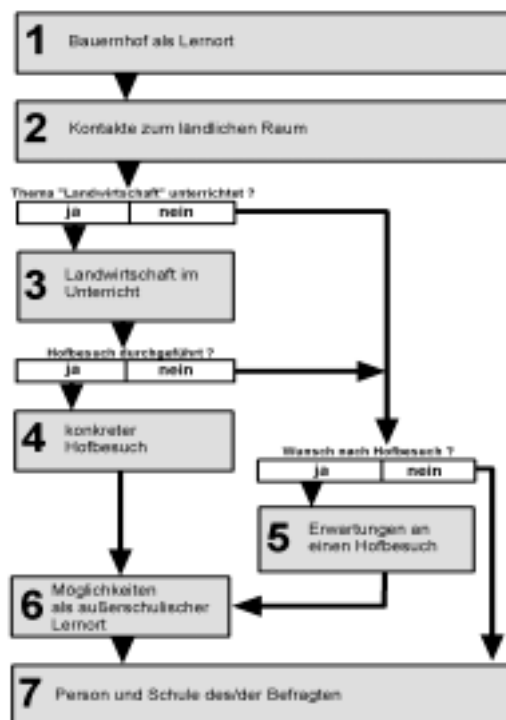 1 Bauernhof als Lernort
2 Kontakte zum ländlichen Raum
Thema "Landwirtschaft" unterrichtet ?
ja nein
3 Landwirtschaft im
Unterricht
Hofbesuch durchgeführt ?
ja nein
4 konkreter
Hofbesuch
Wunsch nach Hofbesuch ?
ja nein
5 Erwartungen an
einen Hofbesuch
6 Möglichkeiten
als außerschulischer
Lernort
7 Person und Schule des/der Befragten